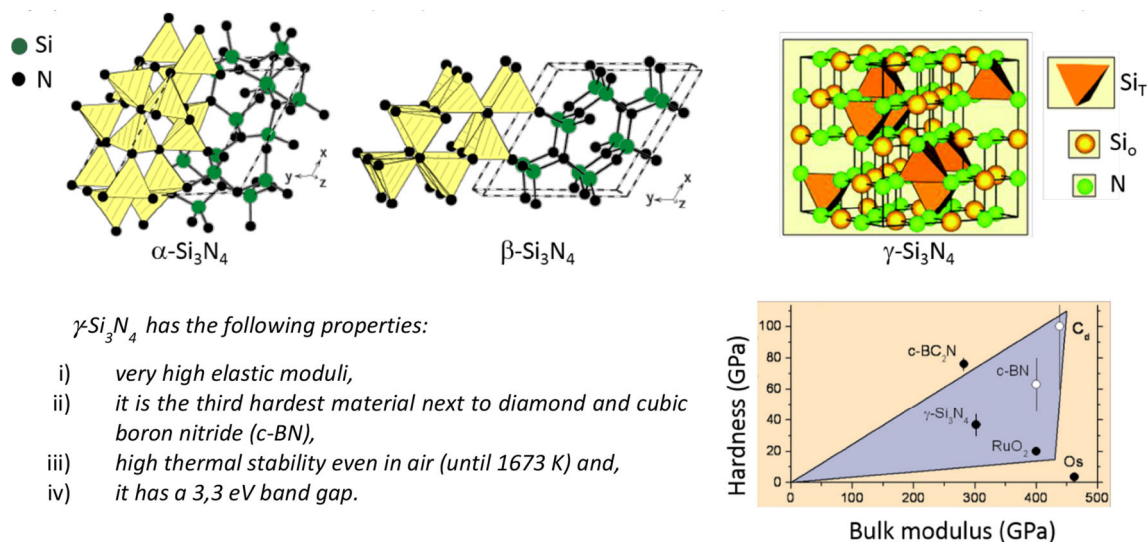 Si
N
x
y
z
α-Si₃N₄
x
y
z
β-Si₃N₄
γ-Si₃N₄
Si_T
Si_o
N
γ-Si₃N₄ has the following properties:
i) very high elastic moduli,
ii) it is the third hardest material next to diamond and cubic
boron nitride (c-BN),
iii) high thermal stability even in air (until 1673 K) and,
iv) it has a 3,3 eV band gap.
Hardness (GPa)
100
80
60
40
20
0
c-BC₂N
C_d
c-BN
γ-Si₃N₄
RuO₂
Os
0 100 200 300 400 500
Bulk modulus (GPa)